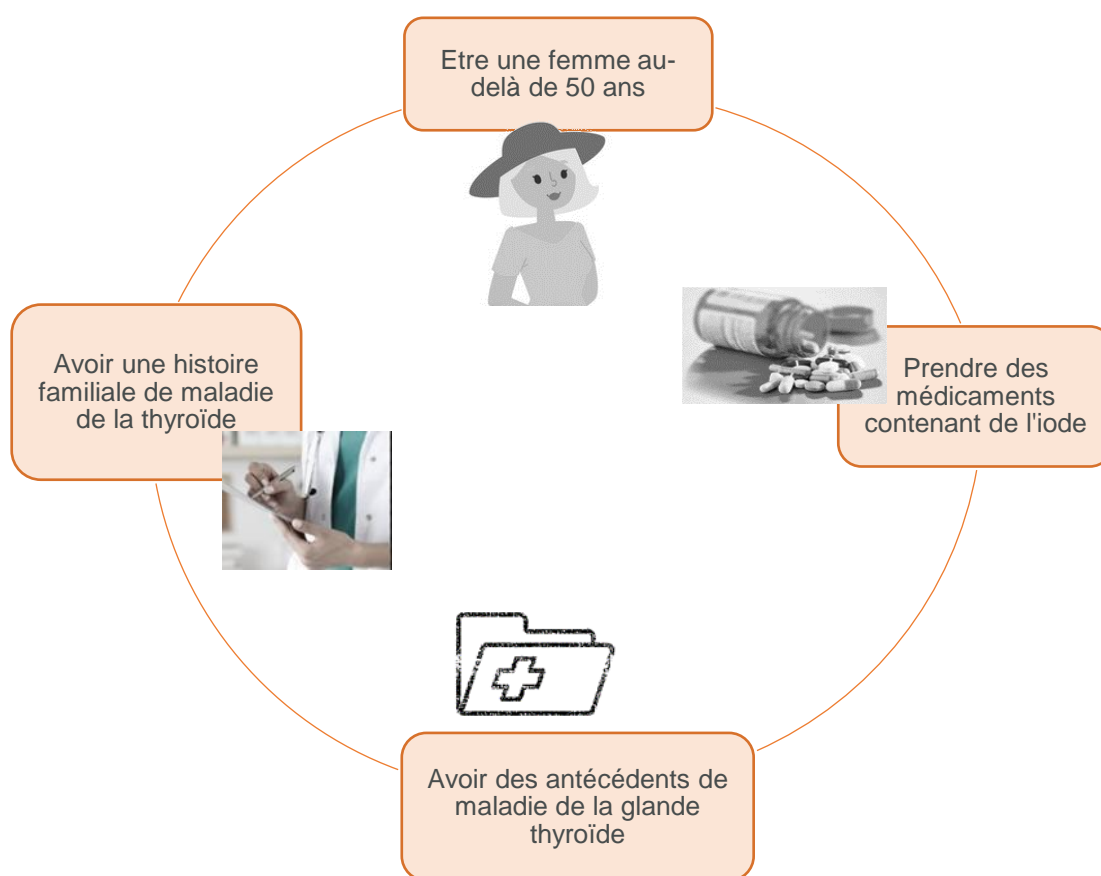 Etre une femme au-
delà de 50 ans
Prendre des
médicaments
contenant de l'iode
Avoir des antécédents de
maladie de la glande
thyroïde
Avoir une histoire
familiale de maladie
de la thyroïde